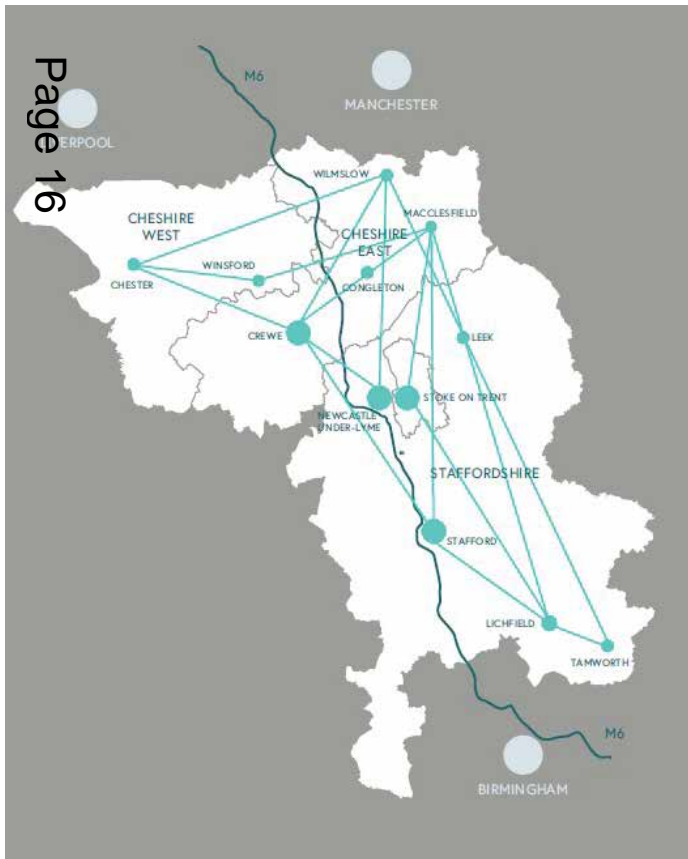 Page 16
M6
MANCHESTER
ERPOOL
WILMSLOW
MACCLESFIELD
CHESHIRE
WEST
CHESHIRE
EAST
WINSFORD
CHESTER
CONGLETON
CREWE
LEEK
STOKE ON TRENT
NEWCASTLE
UNDER-LYME
STAFFORDSHIRE
STAFFORD
LICHFIELD
TAMWORTH
M6
BIRMINGHAM